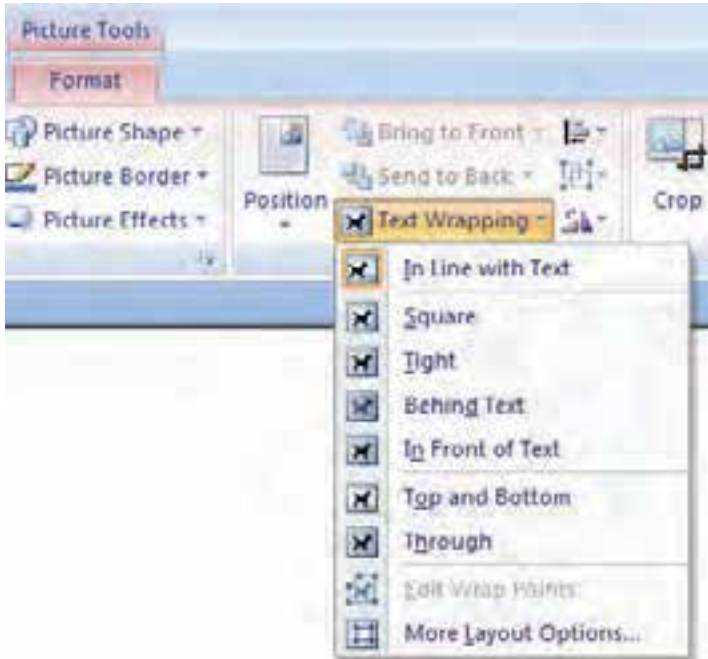 Picture Tools
Format
Picture Shape
Picture Border
Picture Effects
Position
Bring to Front
Send to Back
Text Wrapping
Crop
In Line with Text
Square
Tight
Behind Text
In Front of Text
Top and Bottom
Through
Edit Wrap Points
More Layout Options...